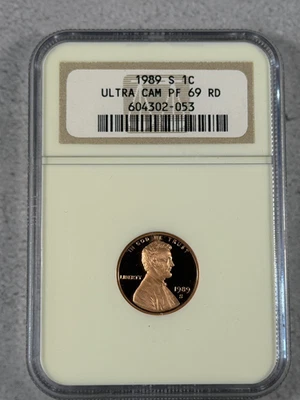 1989 S 1C
ULTRA CAM PF 69 RD
604302-053
IN GOD WE TRUST
LIBERTY
1989
S